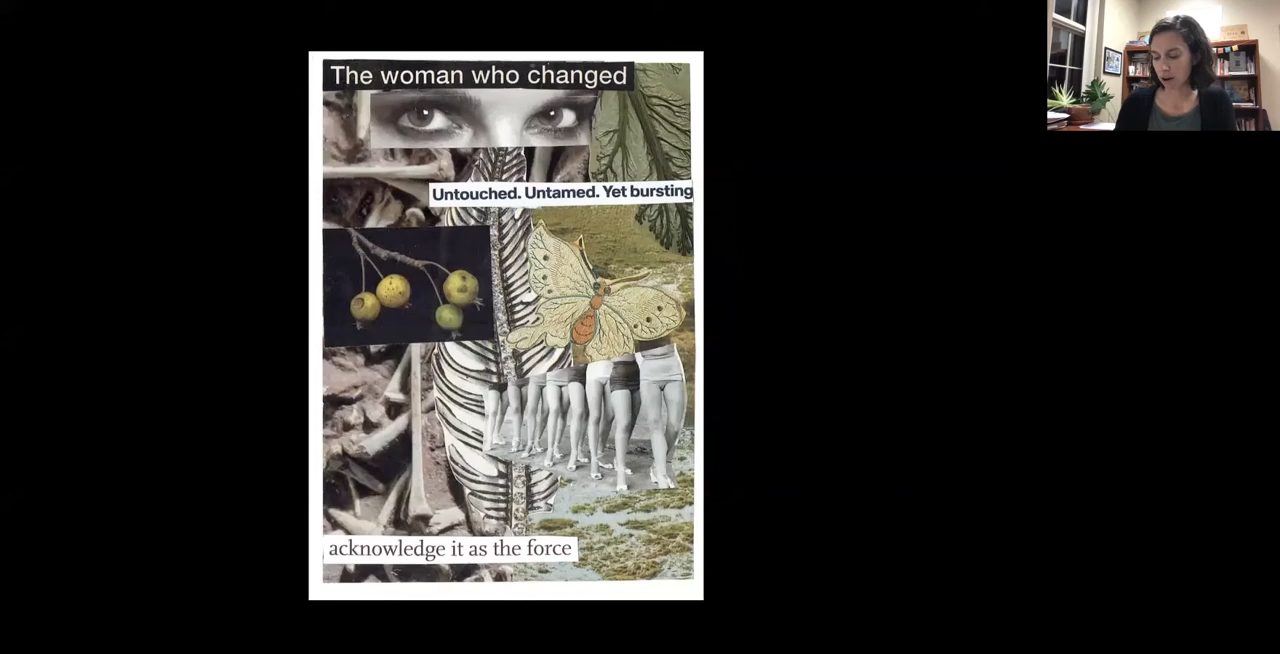 The woman who changed
Untouched. Untamed. Yet bursting
acknowledge it as the force